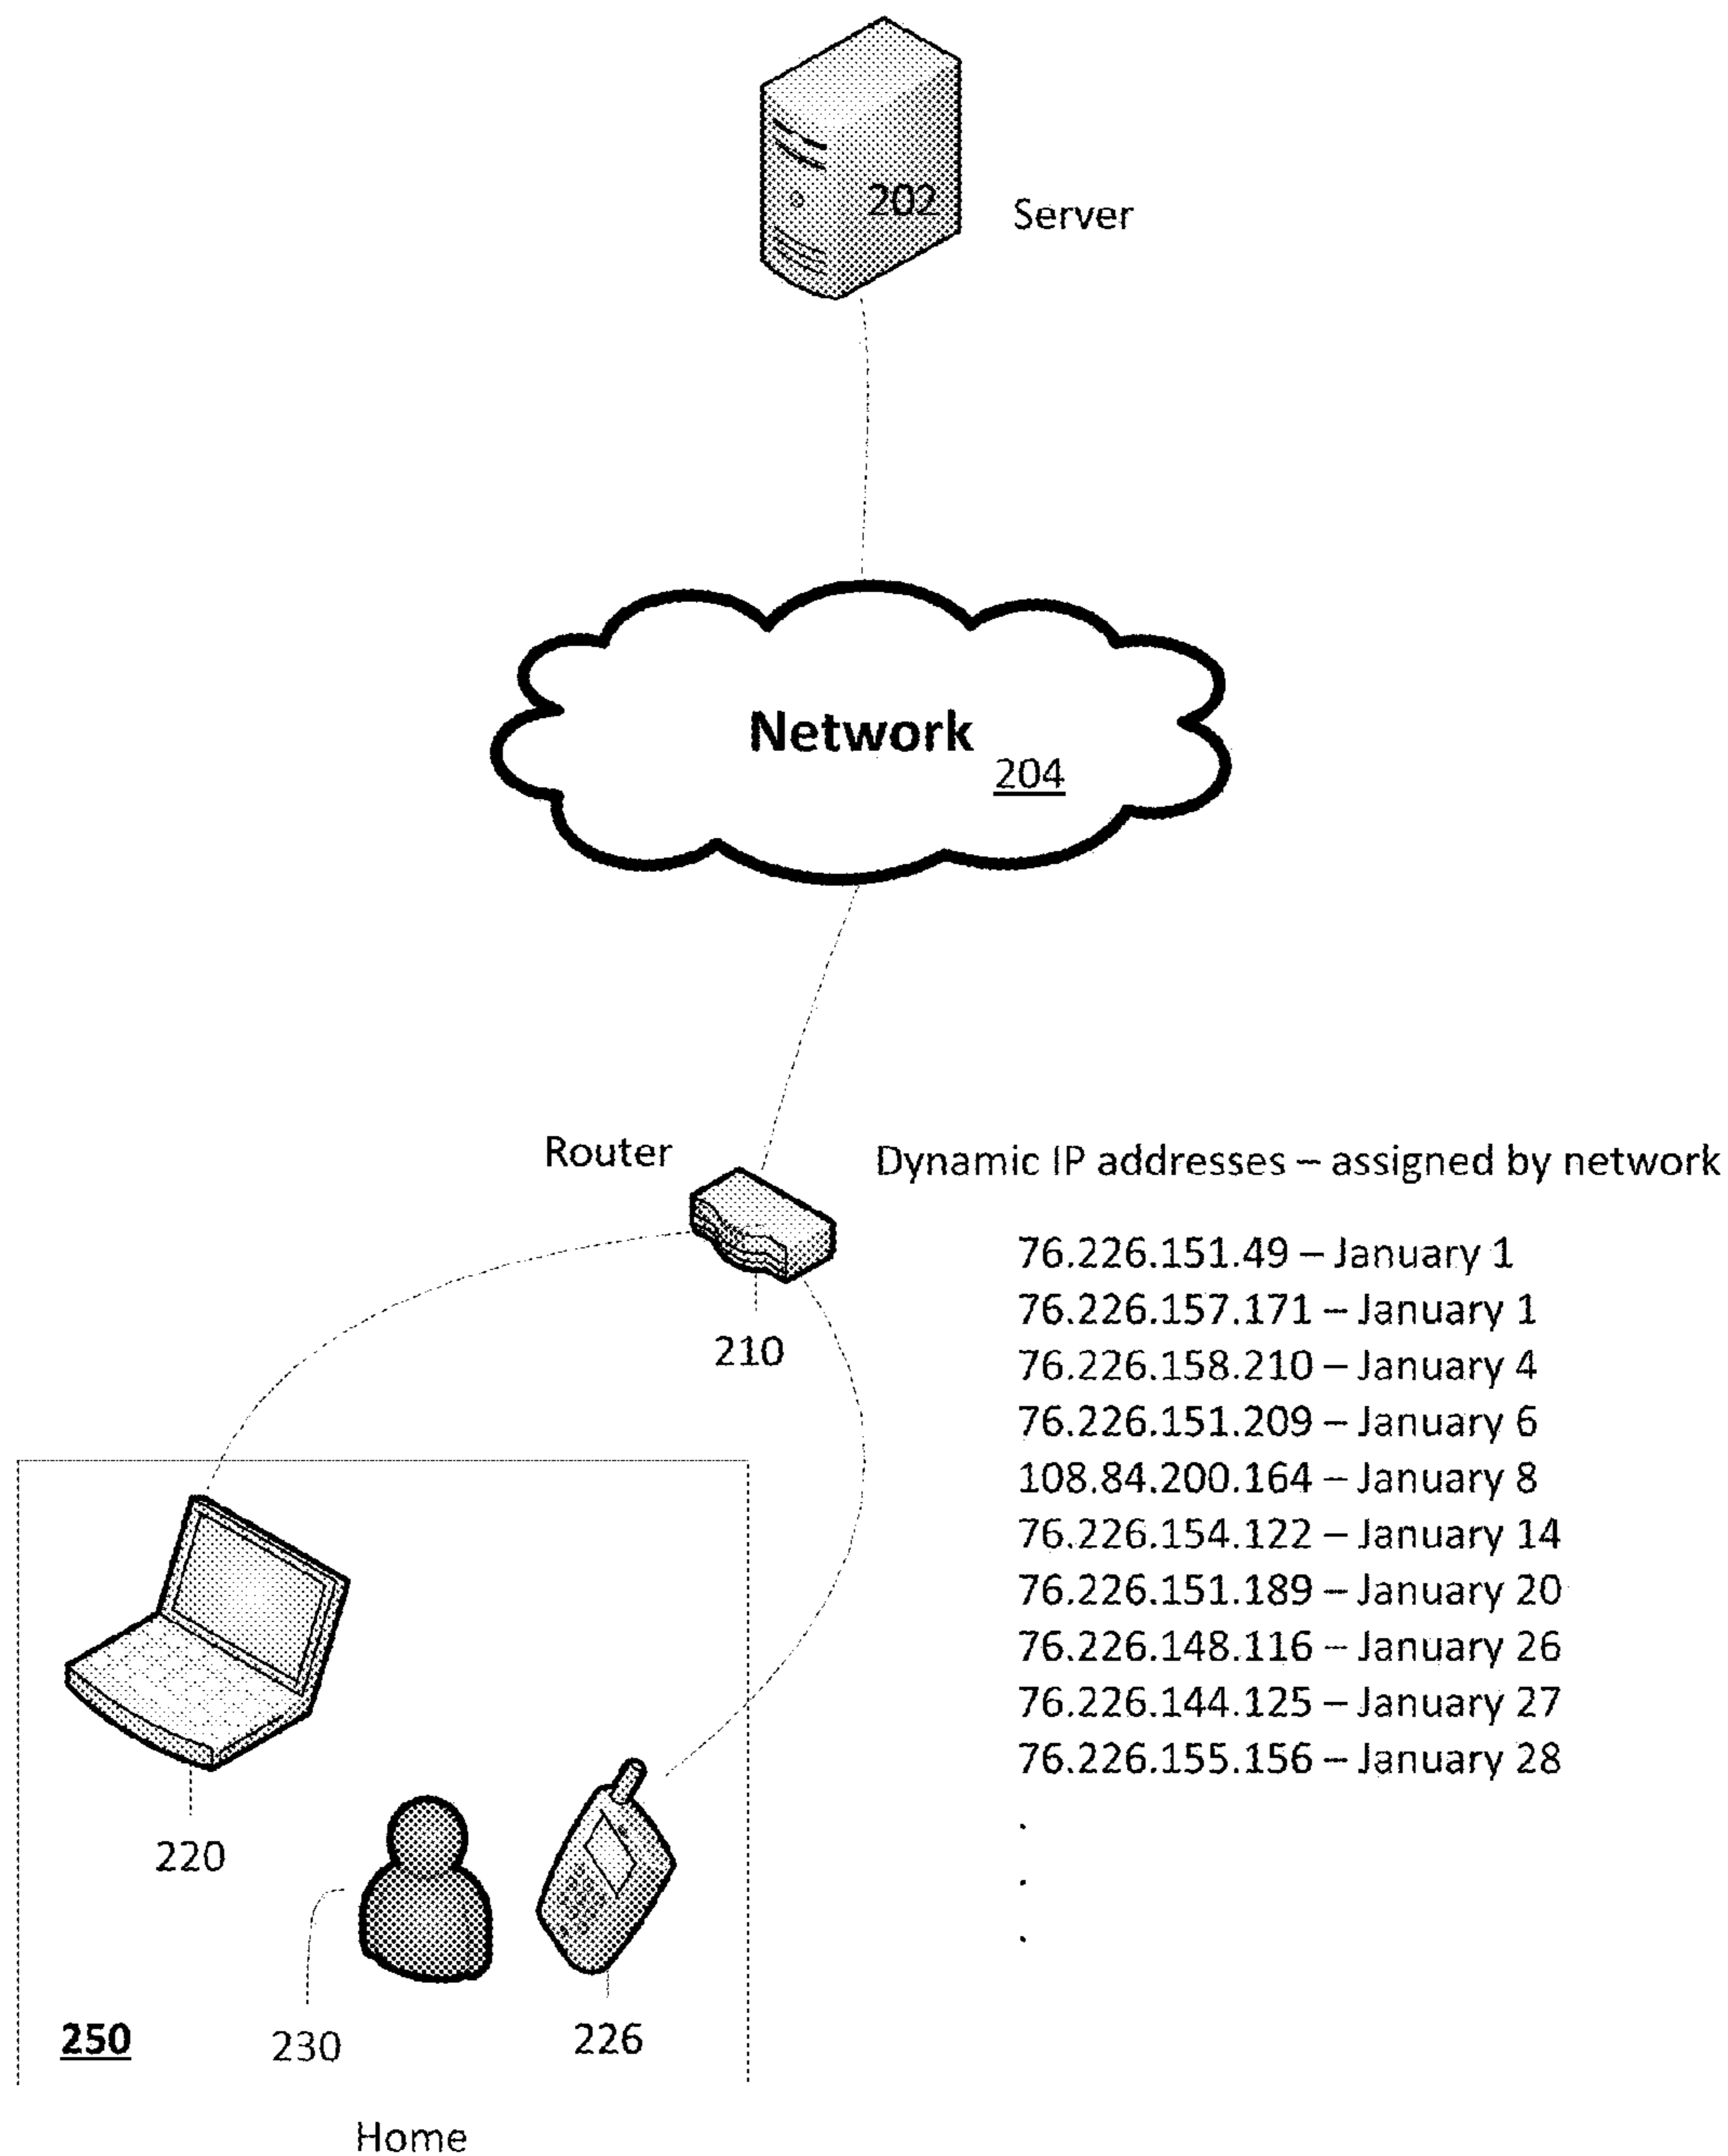 202
Server
Network
204
Router
Dynamic IP addresses – assigned by network
76.226.151.49 – January 1
76.226.157.171 – January 1
76.226.158.210 – January 4
76.226.151.209 – January 6
108.84.200.164 – January 8
76.226.154.122 – January 14
76.226.151.189 – January 20
76.226.148.116 – January 26
76.226.144.125 – January 27
76.226.155.156 – January 28
.
.
.
210
220
250
230
226
Home